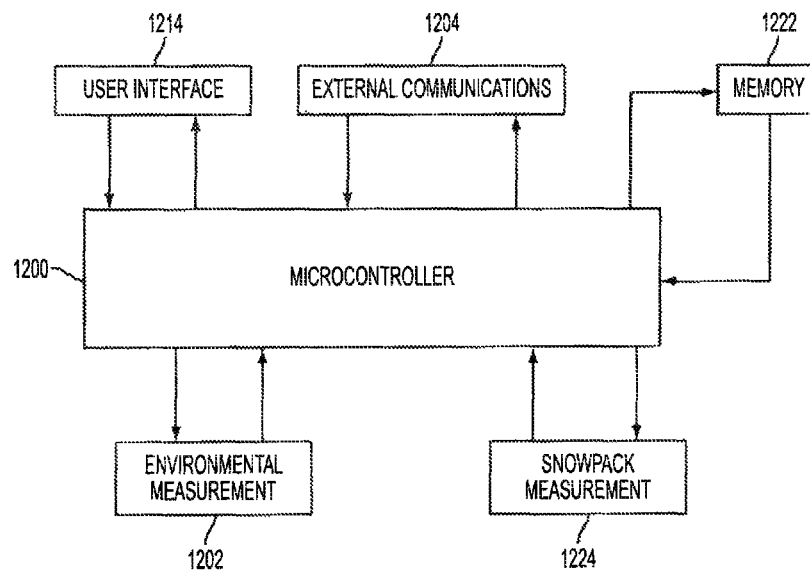 1214
1204
1222
USER INTERFACE
EXTERNAL COMMUNICATIONS
MEMORY
1200
MICROCONTROLLER
ENVIRONMENTAL
MEASUREMENT
SNOWPACK
MEASUREMENT
1202
1224